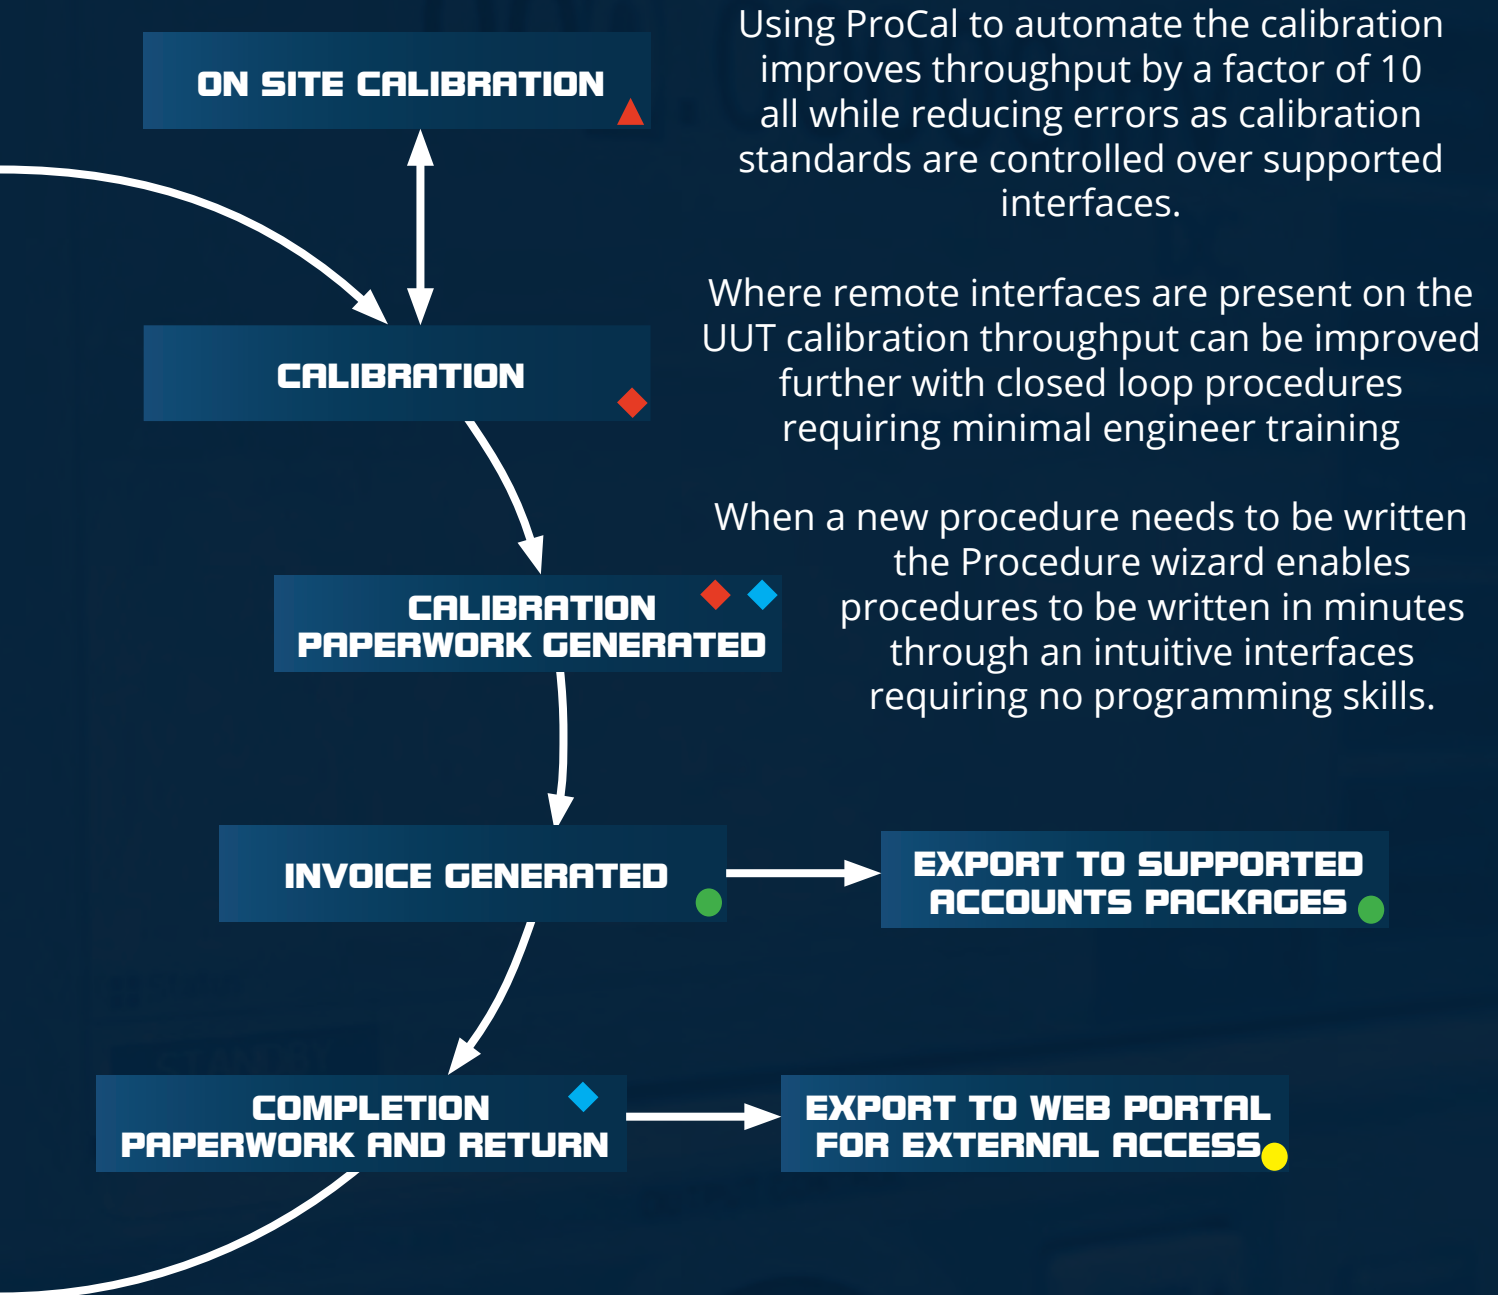 ON SITE CALIBRATION
Using ProCal to automate the calibration
improves throughput by a factor of 10
all while reducing errors as calibration
standards are controlled over supported
interfaces.
Where remote interfaces are present on the
UUT calibration throughput can be improved
further with closed loop procedures
requiring minimal engineer training
When a new procedure needs to be written
the Procedure wizard enables
procedures to be written in minutes
through an intuitive interfaces
requiring no programming skills.
CALIBRATION
CALIBRATION
PAPERWORK GENERATED
INVOICE GENERATED
EXPORT TO SUPPORTED
ACCOUNTS PACKAGES
COMPLETION
PAPERWORK AND RETURN
EXPORT TO WEB PORTAL
FOR EXTERNAL ACCESS